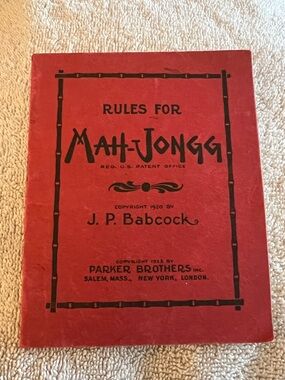 RULES FOR
MAH-JONGG
REG. U.S. PATENT OFFICE
COPYRIGHT 1920 BY
J. P. Babcock
COPYRIGHT 1923 BY
PARKER BROTHERS INC.
SALEM, MASS., NEW YORK, LONDON.